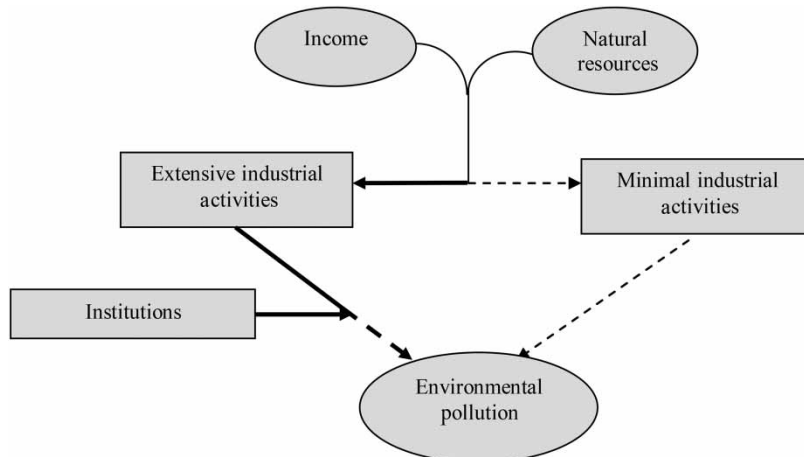 Income
Natural
resources
Extensive industrial
activities
Minimal industrial
activities
Institutions
Environmental
pollution